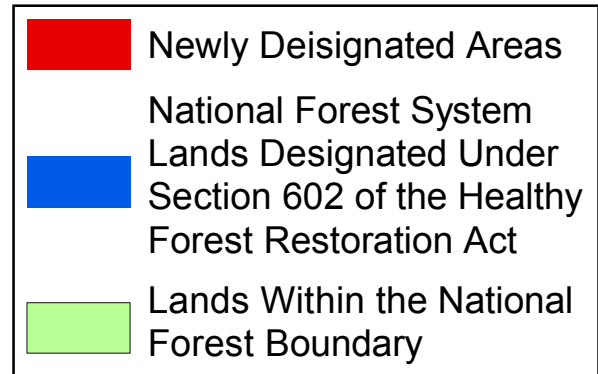 Newly Deisignated Areas
National Forest System
Lands Designated Under
Section 602 of the Healthy
Forest Restoration Act
Lands Within the National
Forest Boundary